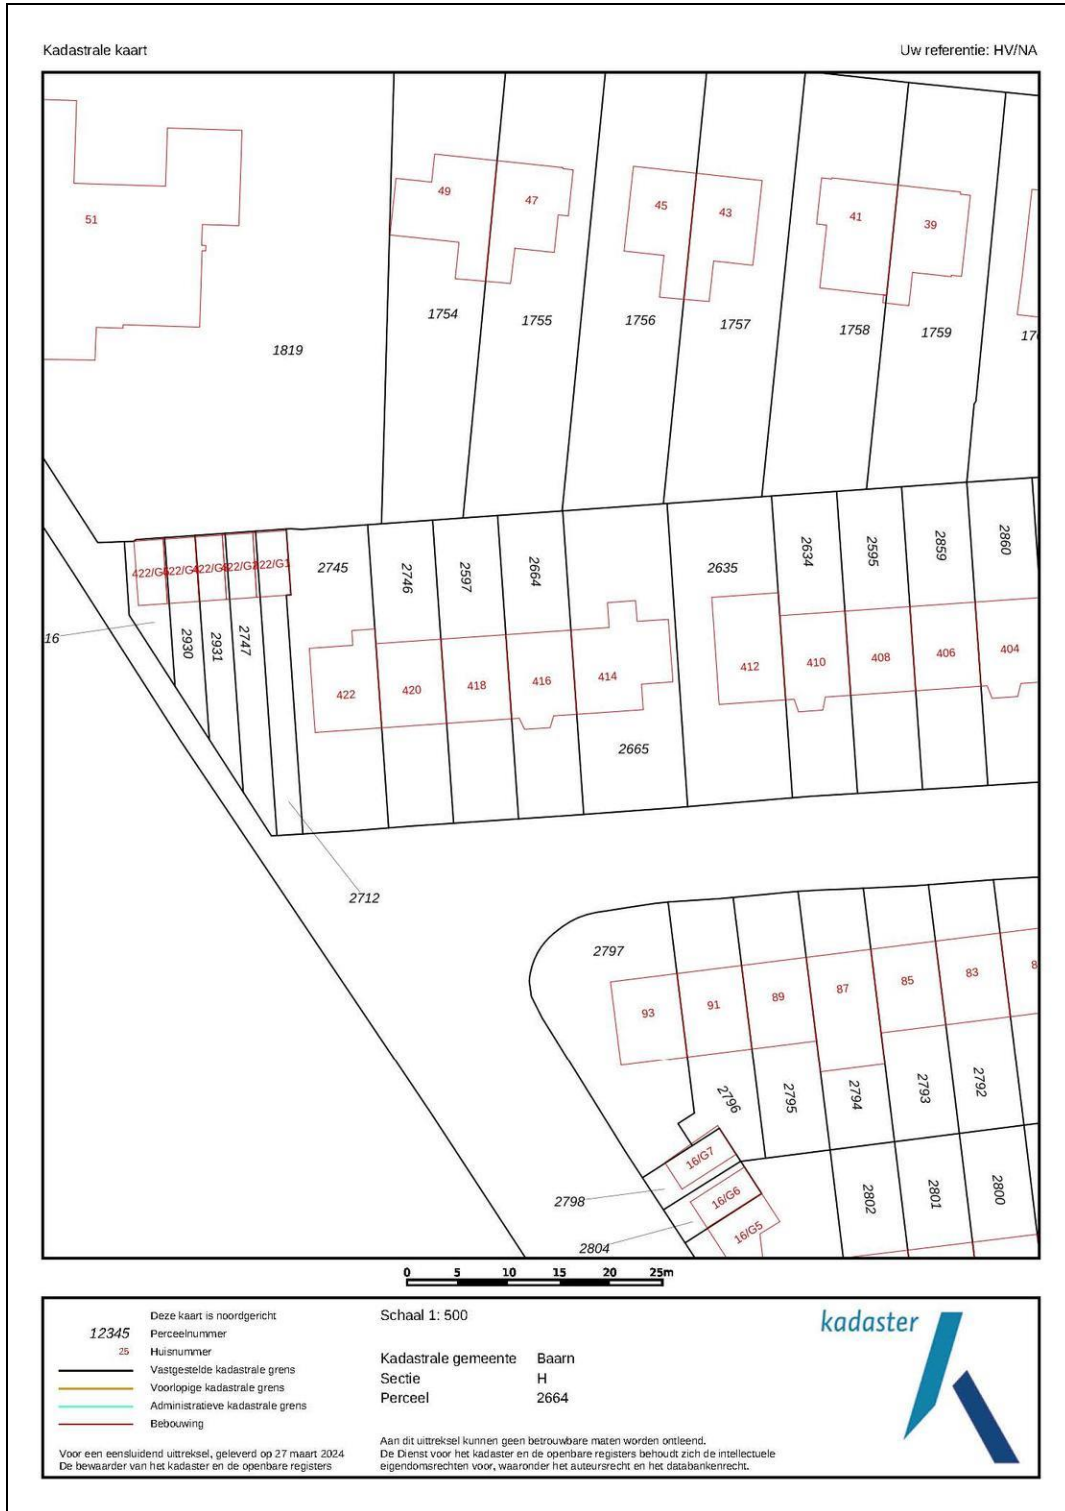 Kadastrale kaart
Uw referentie: HV/NA
51
49
47
45
43
41
39
1754
1755
1756
1757
1758
1759
1819
422/G1
2745
2746
2597
2664
2635
2634
2595
2859
2860
16
2930
2931
2747
422
420
418
416
414
412
410
408
406
404
2665
2712
2797
93
91
89
87
85
83
2796
2795
2794
2793
2792
16/G7
2798
16/G6
2804
16/G5
2802
2801
2800
0 5 10 15 20 25m
Deze kaart is noordgericht
12345 Perceelnummer
25 Huisnummer
Vastgestelde kadastrale grens
Voorlopige kadastrale grens
Administratieve kadastrale grens
Bebouwing
Voor een eensluidend uittreksel, geleverd op 27 maart 2024
De bewaarder van het kadaster en de openbare registers
Schaal 1: 500
Kadastrale gemeente Baarn
Sectie H
Perceel 2664
Aan dit uittreksel kunnen geen betrouwbare maten worden ontleend.
De Dienst voor het kadaster en de openbare registers behoudt zich de intellectuele
eigendomsrechten voor, waaronder het auteursrecht en het databankenrecht.
kadaster